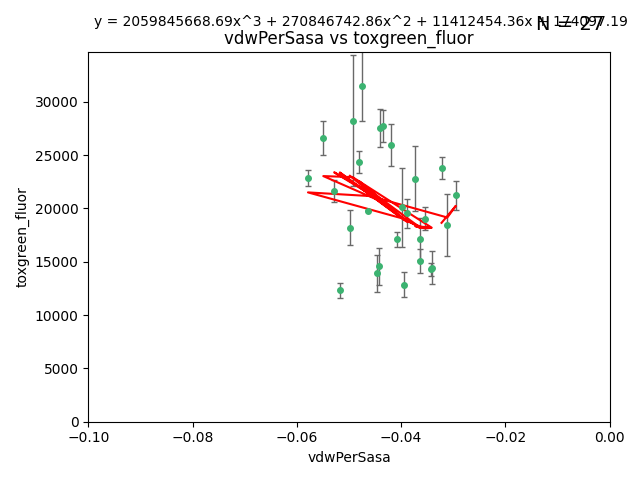 y = 2059845668.69x^3 + 270846742.86x^2 + 11412454.36x + 174097.19
N = 27
vdwPerSasa vs toxgreen_fluor
toxgreen_fluor
30000
25000
20000
15000
10000
5000
0
−0.10 −0.08 −0.06 −0.04 −0.02 0.00
vdwPerSasa